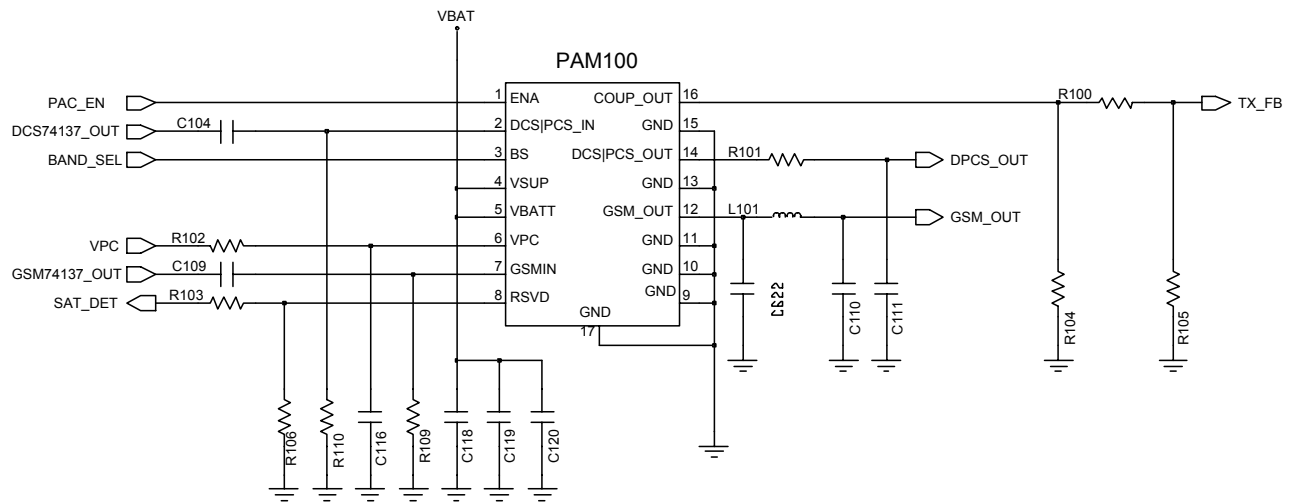 VBAT
PAM100
PAC_EN
1 ENA
COUP_OUT 16
R100
TX_FB
DCS74137_OUT
C104
2 DCS|PCS_IN
GND 15
BAND_SEL
3 BS
DCS|PCS_OUT 14
R101
DPCS_OUT
4 VSUP
GND 13
5 VBATT
GSM_OUT 12
L101
GSM_OUT
VPC
R102
6 VPC
GND 11
GSM74137_OUT
C109
7 GSMIN
GND 10
SAT_DET
R103
8 RSVD
GND 9
GND
17
C110
C111
R104
R105
R106
R110
C116
R109
C118
C119
C120